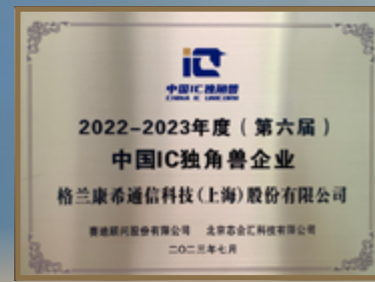 中国IC独角兽
CHINA IC UNICORN
2022-2023年度(第六届)
中国IC独角兽企业
格兰康希通信科技(上海)股份有限公司
赛迪顾问股份有限公司 北京芯合汇科技有限公司
二〇二三年七月